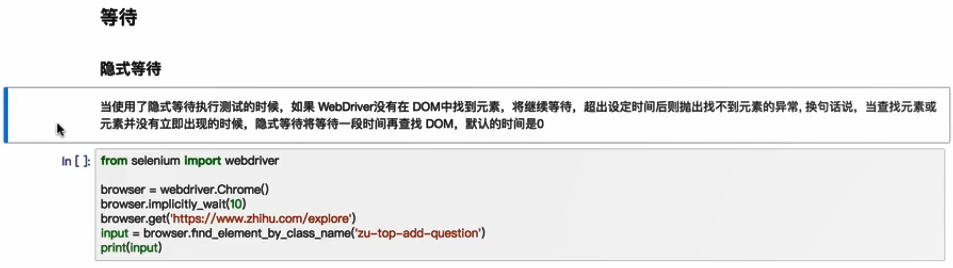 等待
隐式等待
当使用了隐式等待执行测试的时候，如果 WebDriver没有在 DOM中找到元素，将继续等待，超出设定时间后则抛出找不到元素的异常, 换句话说，当查找元素或
元素并没有立即出现的时候，隐式等待将等待一段时间再查找 DOM，默认的时间是0
In [ ]: from selenium import webdriver
browser = webdriver.Chrome()
browser.implicitly_wait(10)
browser.get('https://www.zhihu.com/explore')
input = browser.find_element_by_class_name('zu-top-add-question')
print(input)